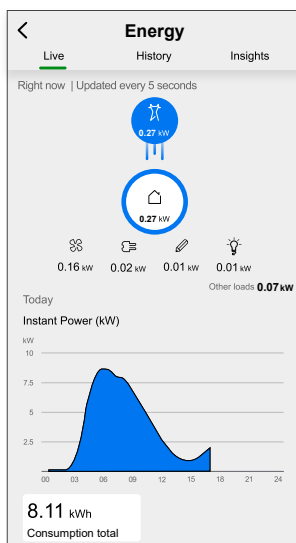 Energy
Live History Insights
Right now | Updated every 5 seconds
0.27 kW
0.27 kW
0.16 kW 0.02 kW 0.01 kW 0.01 kW
Other loads 0.07 kW
Today
Instant Power (kW)
kW
10
7.5
5
2.5
00 03 06 09 12 15 18 21 24
8.11 kWh
Consumption total